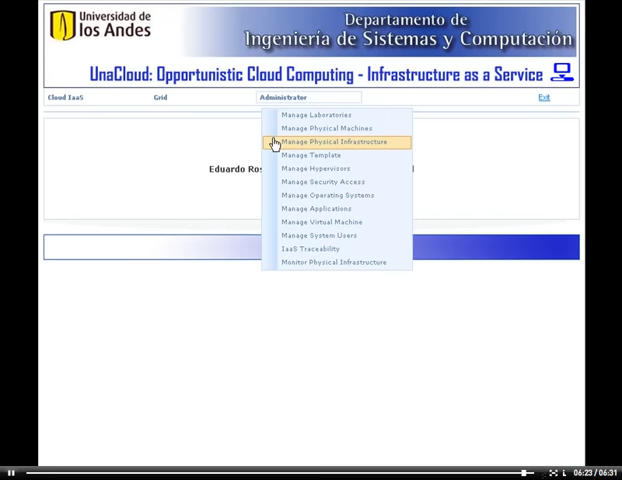 Universidad de
los Andes
Departamento de
Ingeniería de Sistemas y Computación
UnaCloud: Opportunistic Cloud Computing - Infrastructure as a Service
Cloud IaaS
Grid
Administrator
Exit
Manage Laboratories
Manage Physical Machines
Manage Physical Infrastructure
Manage Template
Eduardo Ros
Manage Hypervisors
Manage Security Access
Manage Operating Systems
Manage Applications
Manage Virtual Machine
Manage System Users
IaaS Traceability
Monitor Physical Infrastructure
06:23 / 06:31